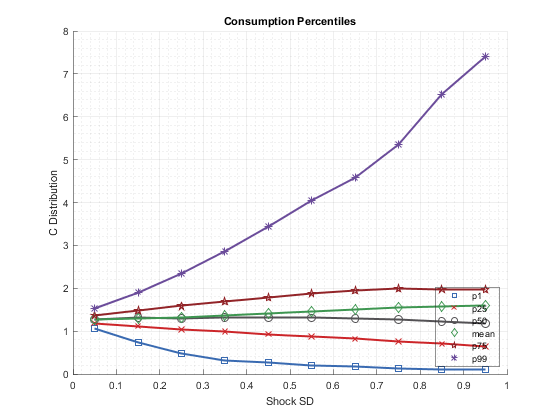 Consumption Percentiles
8
7
6
5
4
3
2
1
0
C Distribution
0 0.1 0.2 0.3 0.4 0.5 0.6 0.7 0.8 0.9 1
Shock SD
p1
p25
p50
mean
p75
p99